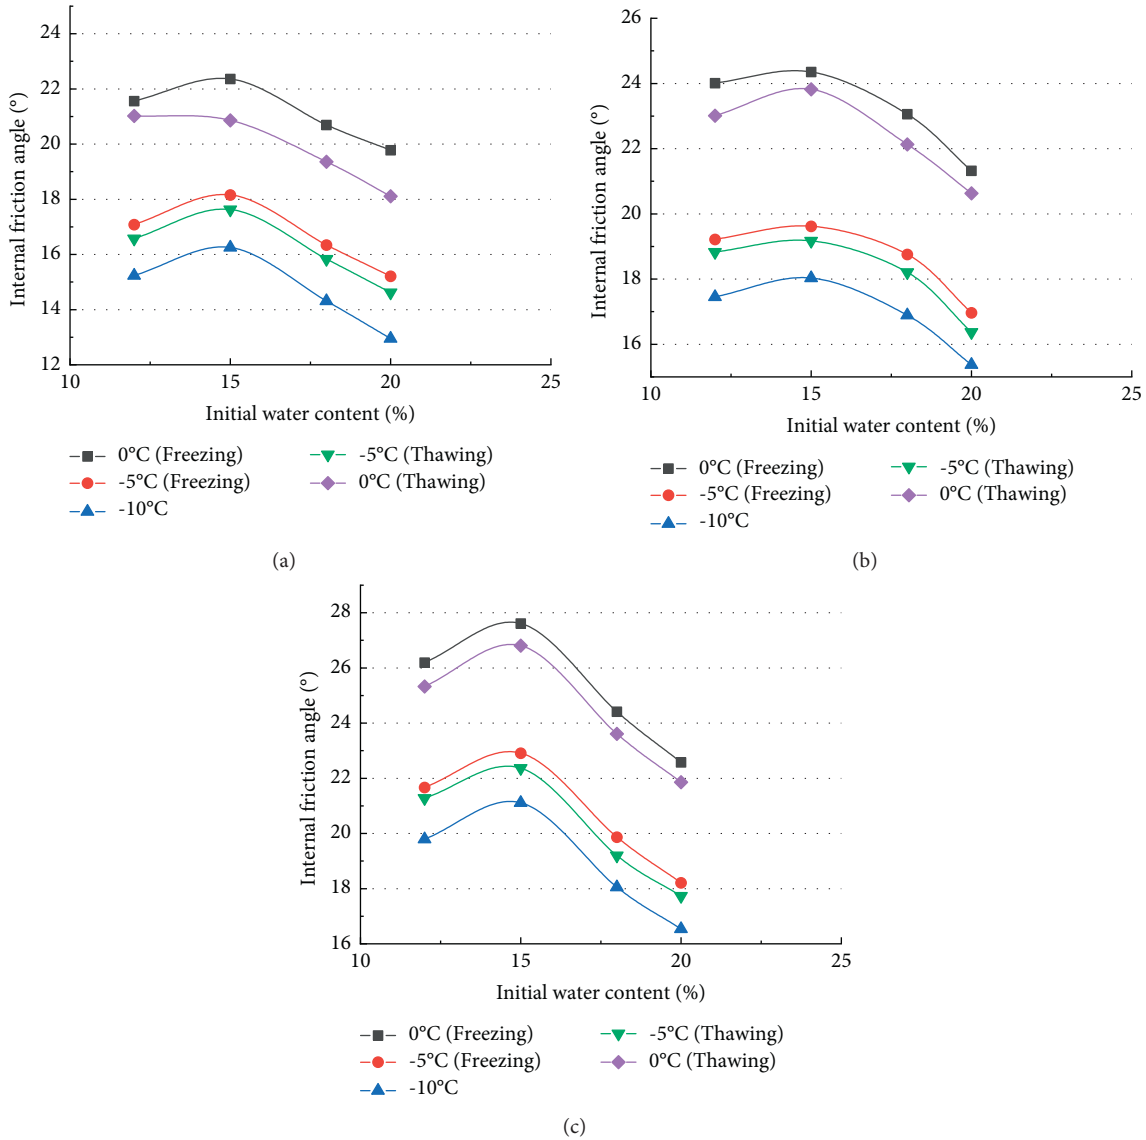 24
22
20
18
16
14
12
Internal friction angle (°)
10
15
20
25
Initial water content (%)
0°C (Freezing)
-5°C (Freezing)
-10°C
-5°C (Thawing)
0°C (Thawing)
(a)
26
24
22
20
18
16
Internal friction angle (°)
10
15
20
25
Initial water content (%)
0°C (Freezing)
-5°C (Freezing)
-10°C
-5°C (Thawing)
0°C (Thawing)
(b)
28
26
24
22
20
18
16
Internal friction angle (°)
10
15
20
25
Initial water content (%)
0°C (Freezing)
-5°C (Freezing)
-10°C
-5°C (Thawing)
0°C (Thawing)
(c)